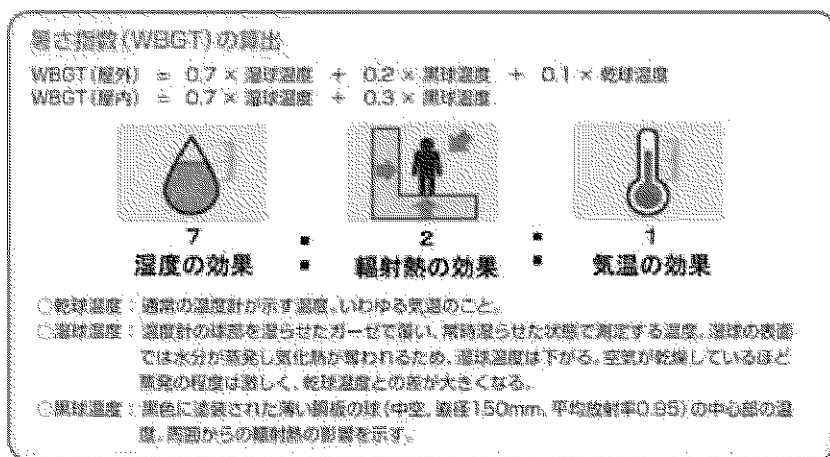 暑さ指数(WBGT)の算出
WBGT(屋外) = 0.7 × 湿球温度 + 0.2 × 黒球温度 + 0.1 × 乾球温度
WBGT(屋内) = 0.7 × 湿球温度 + 0.3 × 黒球温度
7 : 2 : 1
湿度の効果 : 輻射熱の効果 : 気温の効果
○乾球温度:通常の温度計が示す温度。いわゆる気温のこと。
○湿球温度:温度計の球部を湿らせたガーゼで覆い、常時湿らせた状態で測定する温度。湿球の表面
では水分が蒸発し気化熱が奪われるため、湿球温度は下がる。空気が乾燥しているほど
蒸発の程度は激しく、乾球温度との差が大きくなる。
○黒球温度:黒色に塗装された薄い銅板の球(中空、直径150mm、平均放射率0.95)の中心部の温
度。周囲からの輻射熱の影響を示す。